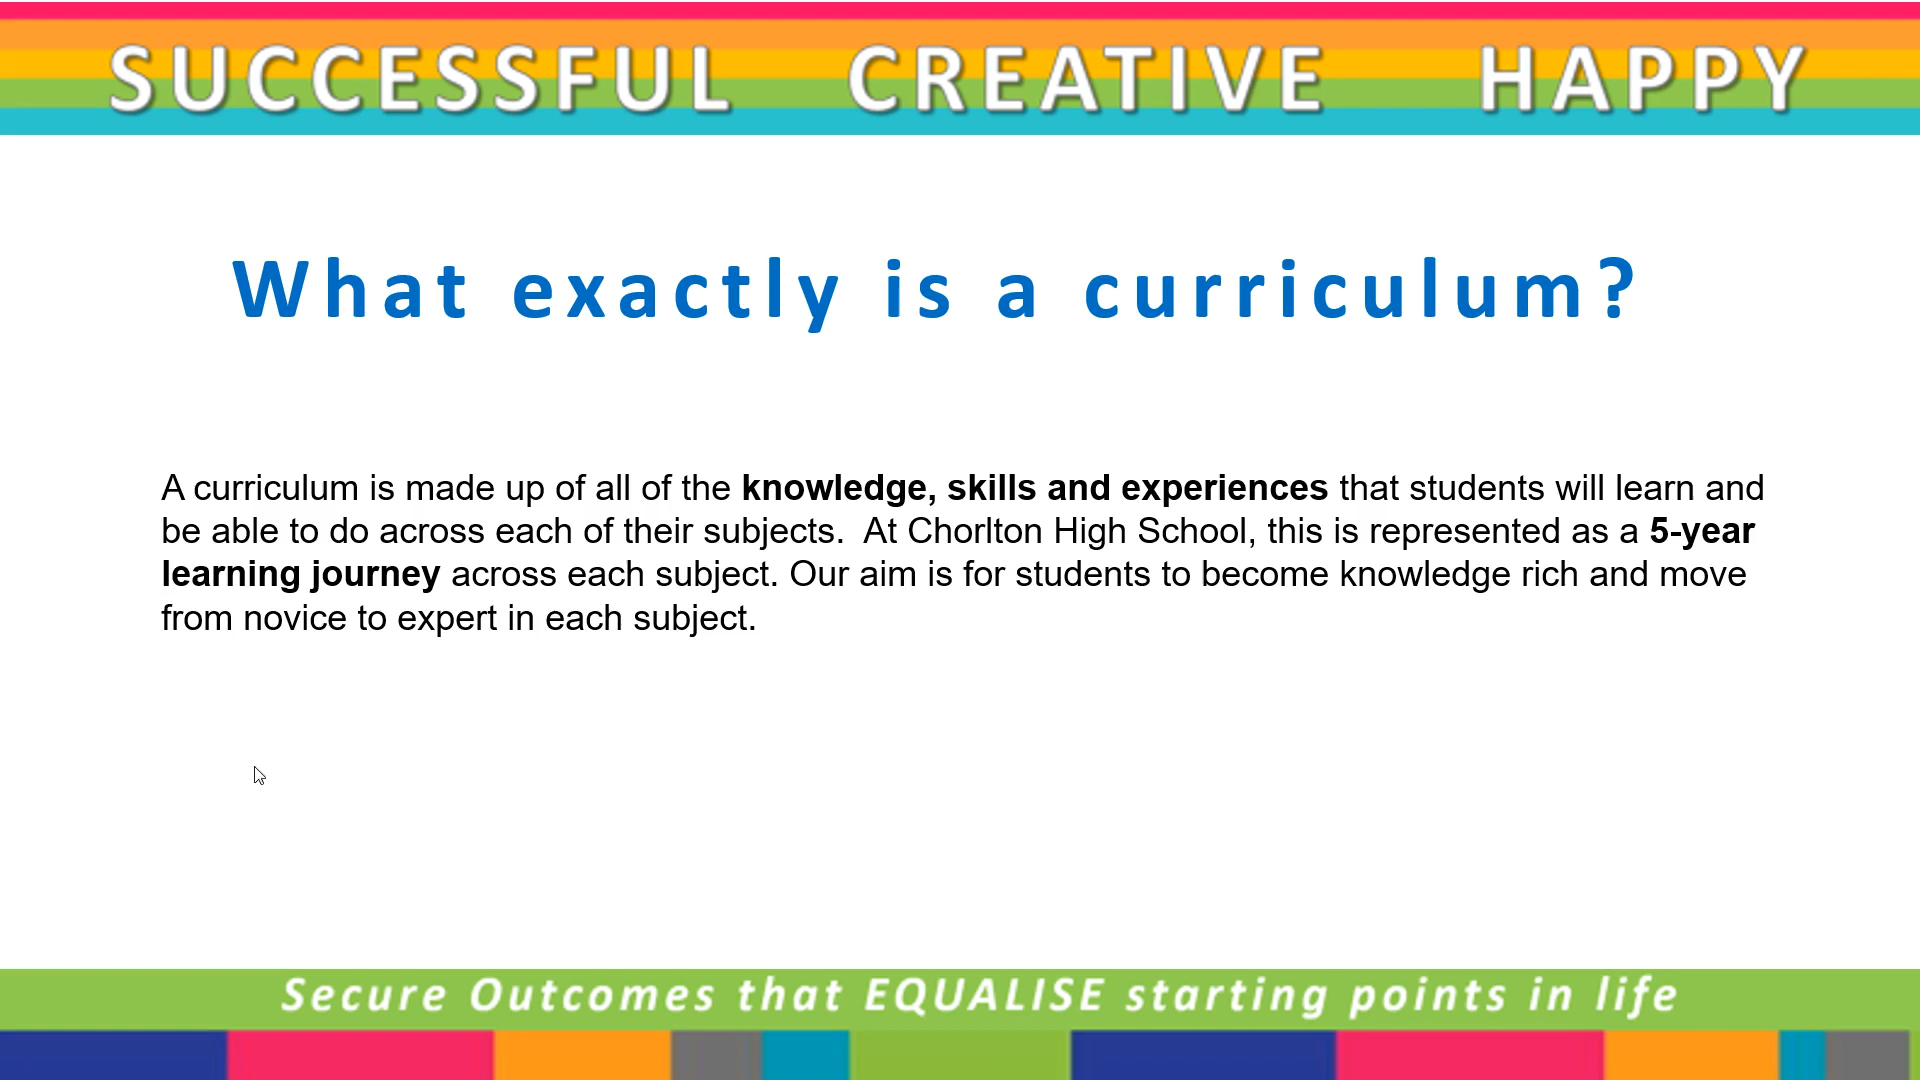 SUCCESSFUL CREATIVE HAPPY
What exactly is a curriculum?
A curriculum is made up of all of the knowledge, skills and experiences that students will learn and
be able to do across each of their subjects.  At Chorlton High School, this is represented as a 5-year
learning journey across each subject. Our aim is for students to become knowledge rich and move
from novice to expert in each subject.
Secure Outcomes that EQUALISE starting points in life